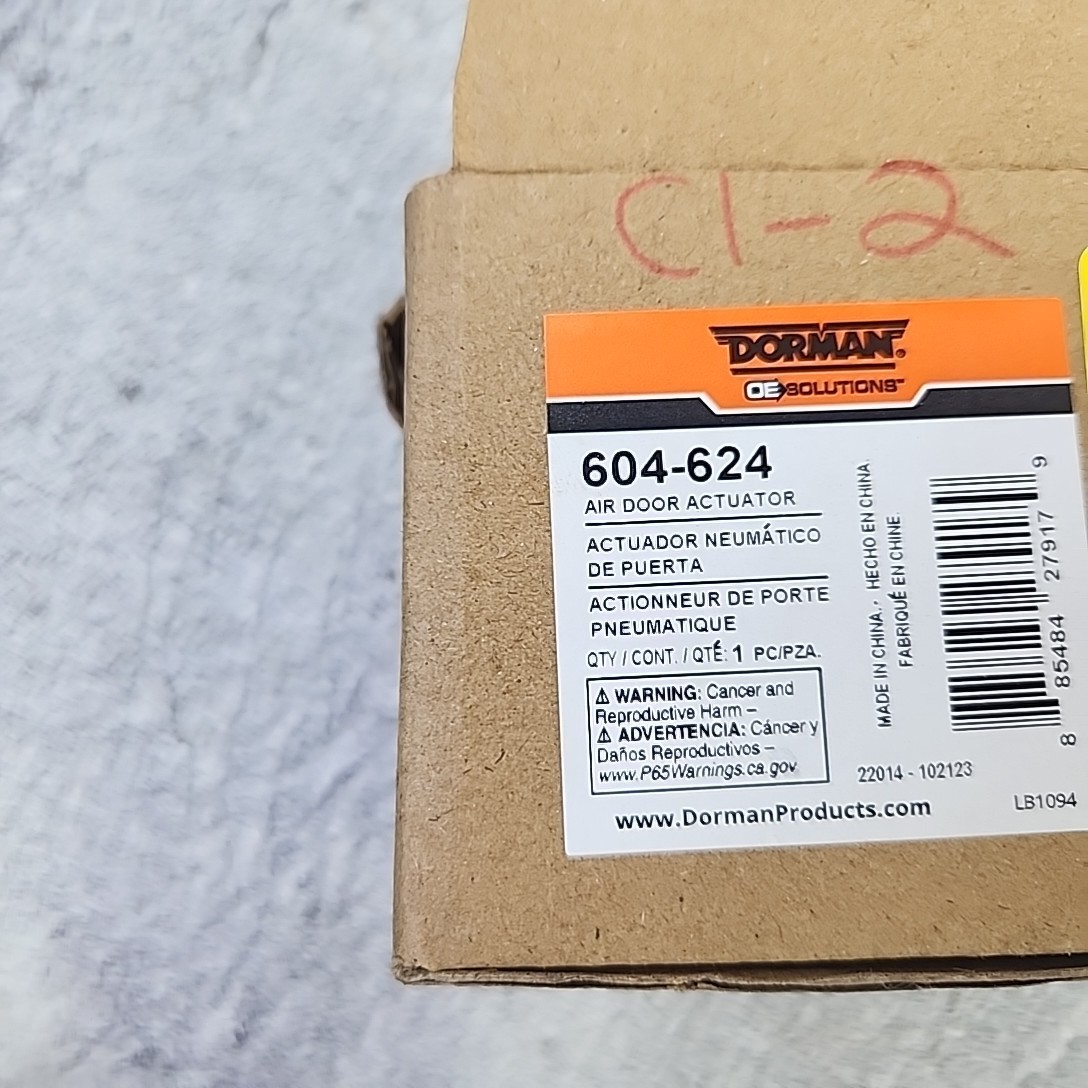 C1-2
DORMAN®
OE SOLUTIONS™
604-624
AIR DOOR ACTUATOR
ACTUADOR NEUMÁTICO
DE PUERTA
ACTIONNEUR DE PORTE
PNEUMATIQUE
QTY / CONT. / QTÉ: 1 PC/PZA.
⚠ WARNING: Cancer and
Reproductive Harm –
⚠ ADVERTENCIA: Cáncer y
Daños Reproductivos –
www.P65Warnings.ca.gov
MADE IN CHINA. HECHO EN CHINA.
FABRIQUÉ EN CHINE.
8 85484 27917 9
22014 - 102123
www.DormanProducts.com
LB1094